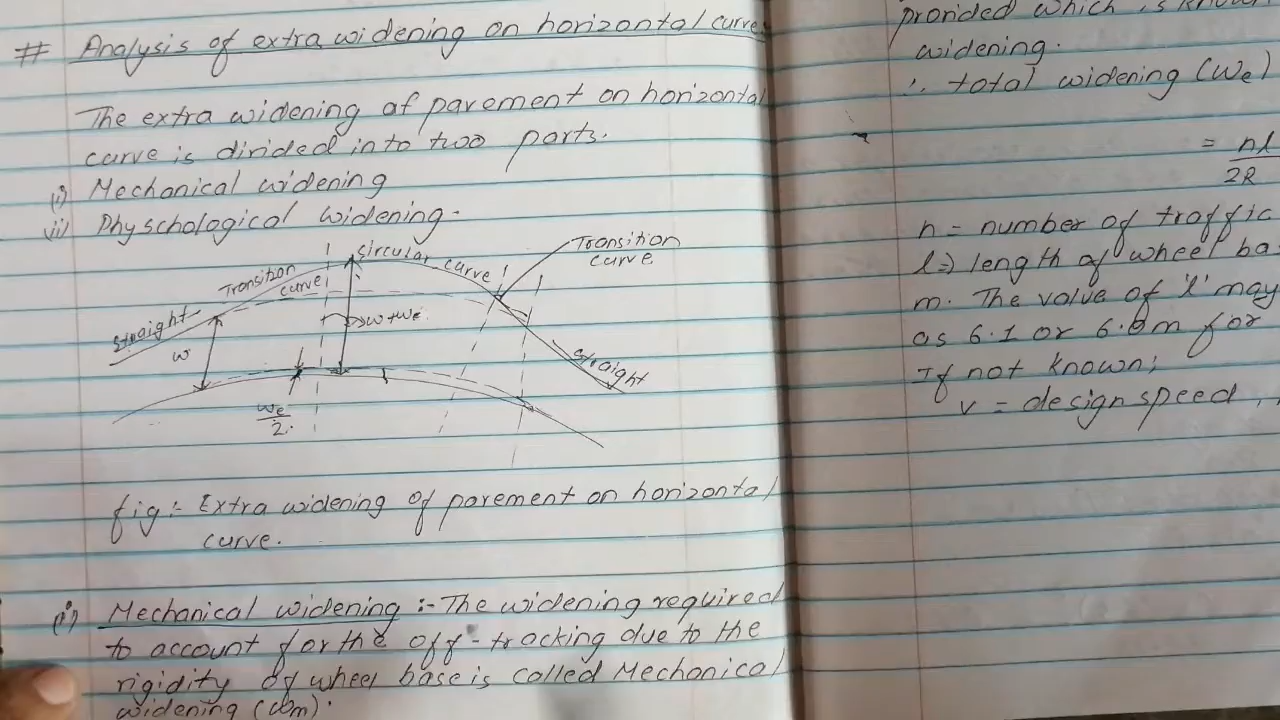 # Analysis of extra widening on horizontal curve
The extra widening of pavement on horizontal
curve is divided into two parts.
(i) Mechanical widening
(ii) Physchological widening.
Straight
Transition
curve
circular curve
Transition
curve
Straight
w
w+we
we/2
fig:- Extra widening of pavement on horizontal
curve.
(i) Mechanical widening :- The widening required
to account for the off-tracking due to the
rigidity of wheel base is called Mechanical
widening (wm).
provided which is know
widening.
∴ total widening (We)
= nl
2R
n = number of traffic
l => length of wheel ba
m. The value of 'l' may
as 6.1 or 6.0m for
If not known;
v = design speed,